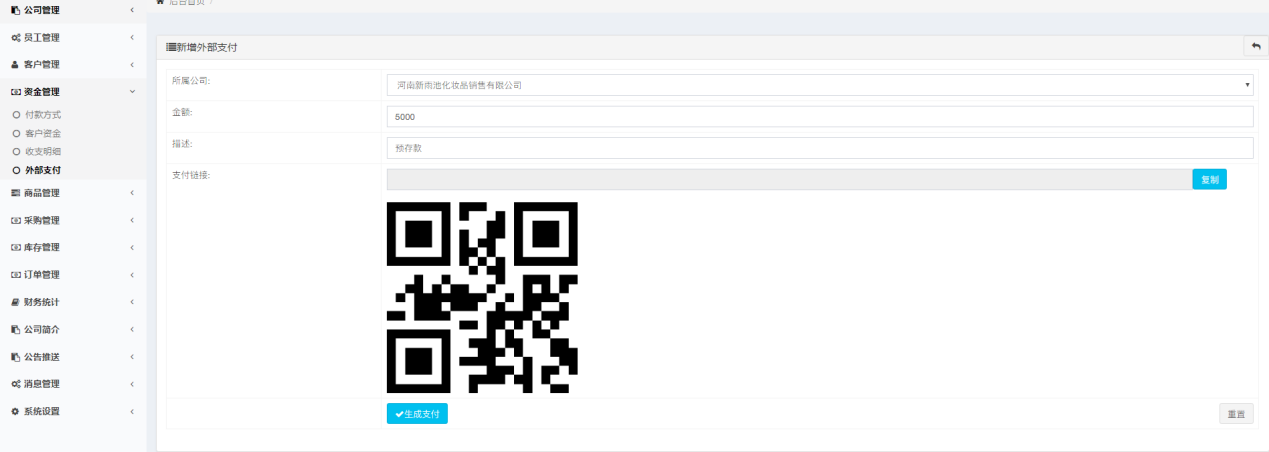 公司管理
后台首页 /
员工管理
客户管理
资金管理
付款方式
客户资金
收支明细
外部支付
商品管理
采购管理
库存管理
订单管理
财务统计
公司简介
公告推送
消息管理
系统设置
新增外部支付
所属公司:
河南新雨池化妆品销售有限公司
金额:
5000
描述:
预存款
支付链接:
复制
生成支付
重置